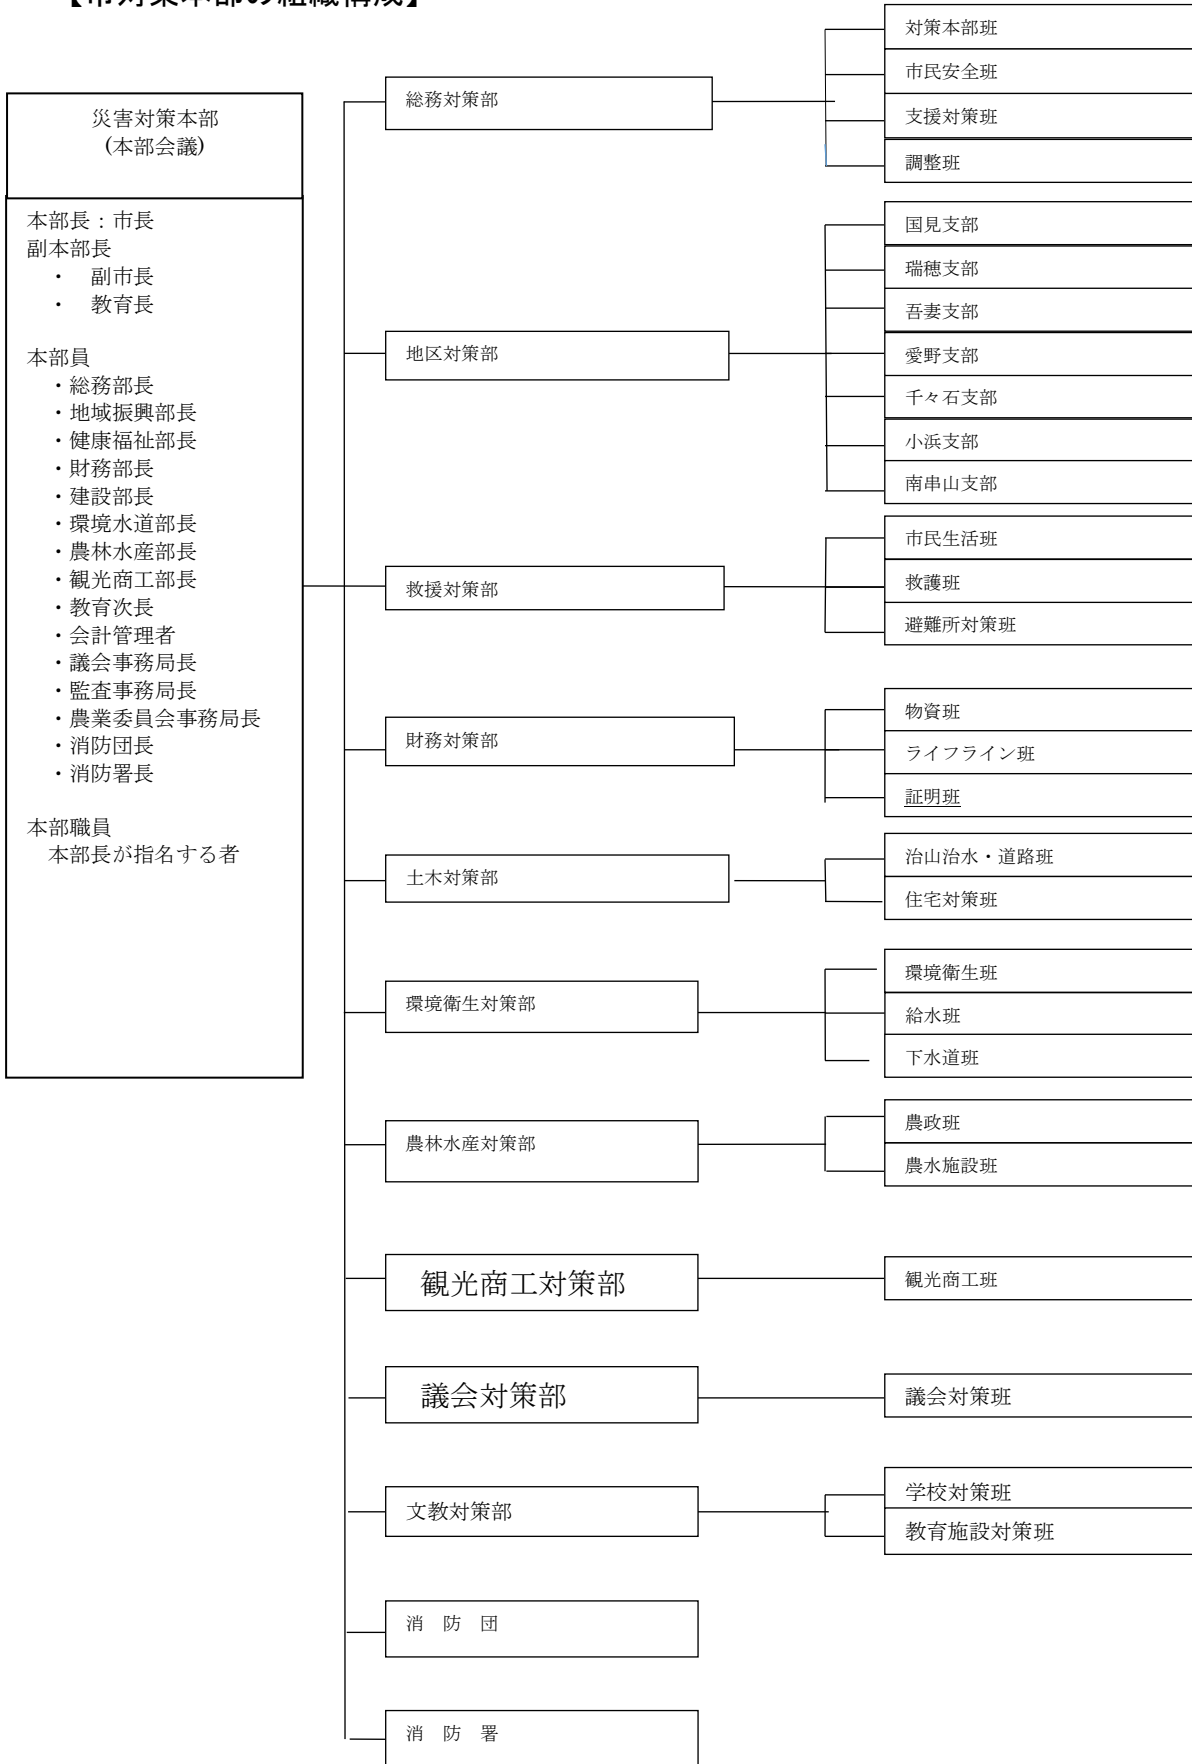 【市対策本部の組織構成】
災害対策本部
(本部会議)
本部長：市長
副本部長
・　副市長
・　教育長
本部員
・総務部長
・地域振興部長
・健康福祉部長
・財務部長
・建設部長
・環境水道部長
・農林水産部長
・観光商工部長
・教育次長
・会計管理者
・議会事務局長
・監査事務局長
・農業委員会事務局長
・消防団長
・消防署長
本部職員
本部長が指名する者
総務対策部
対策本部班
市民安全班
支援対策班
調整班
地区対策部
国見支部
瑞穂支部
吾妻支部
愛野支部
千々石支部
小浜支部
南串山支部
救援対策部
市民生活班
救護班
避難所対策班
財務対策部
物資班
ライフライン班
証明班
土木対策部
治山治水・道路班
住宅対策班
環境衛生対策部
環境衛生班
給水班
下水道班
農林水産対策部
農政班
農水施設班
観光商工対策部
観光商工班
議会対策部
議会対策班
文教対策部
学校対策班
教育施設対策班
消　防　団
消　防　署